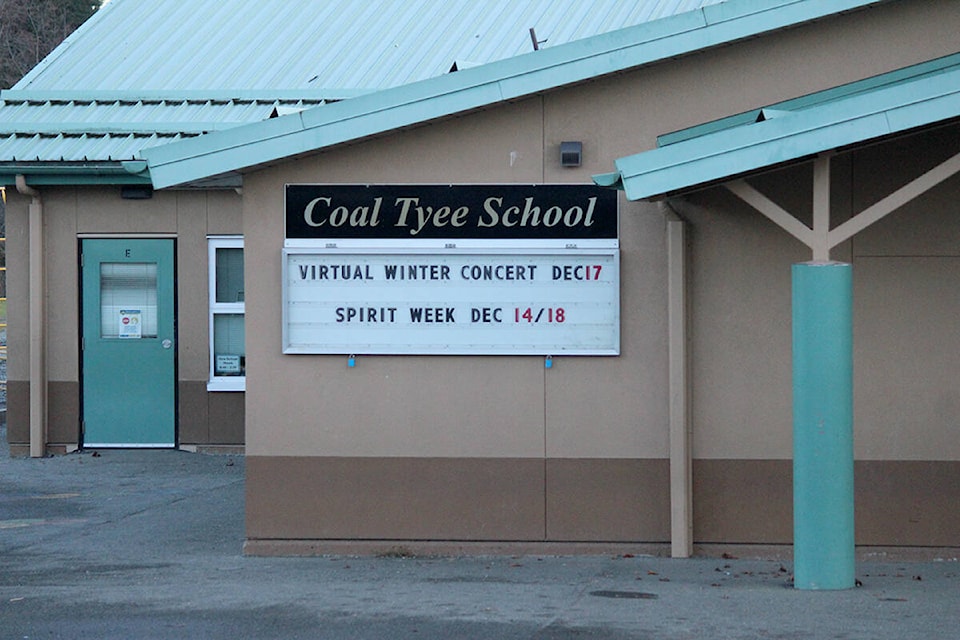 E
Coal Tyee School
VIRTUAL WINTER CONCERT DEC17
SPIRIT WEEK DEC 14/18